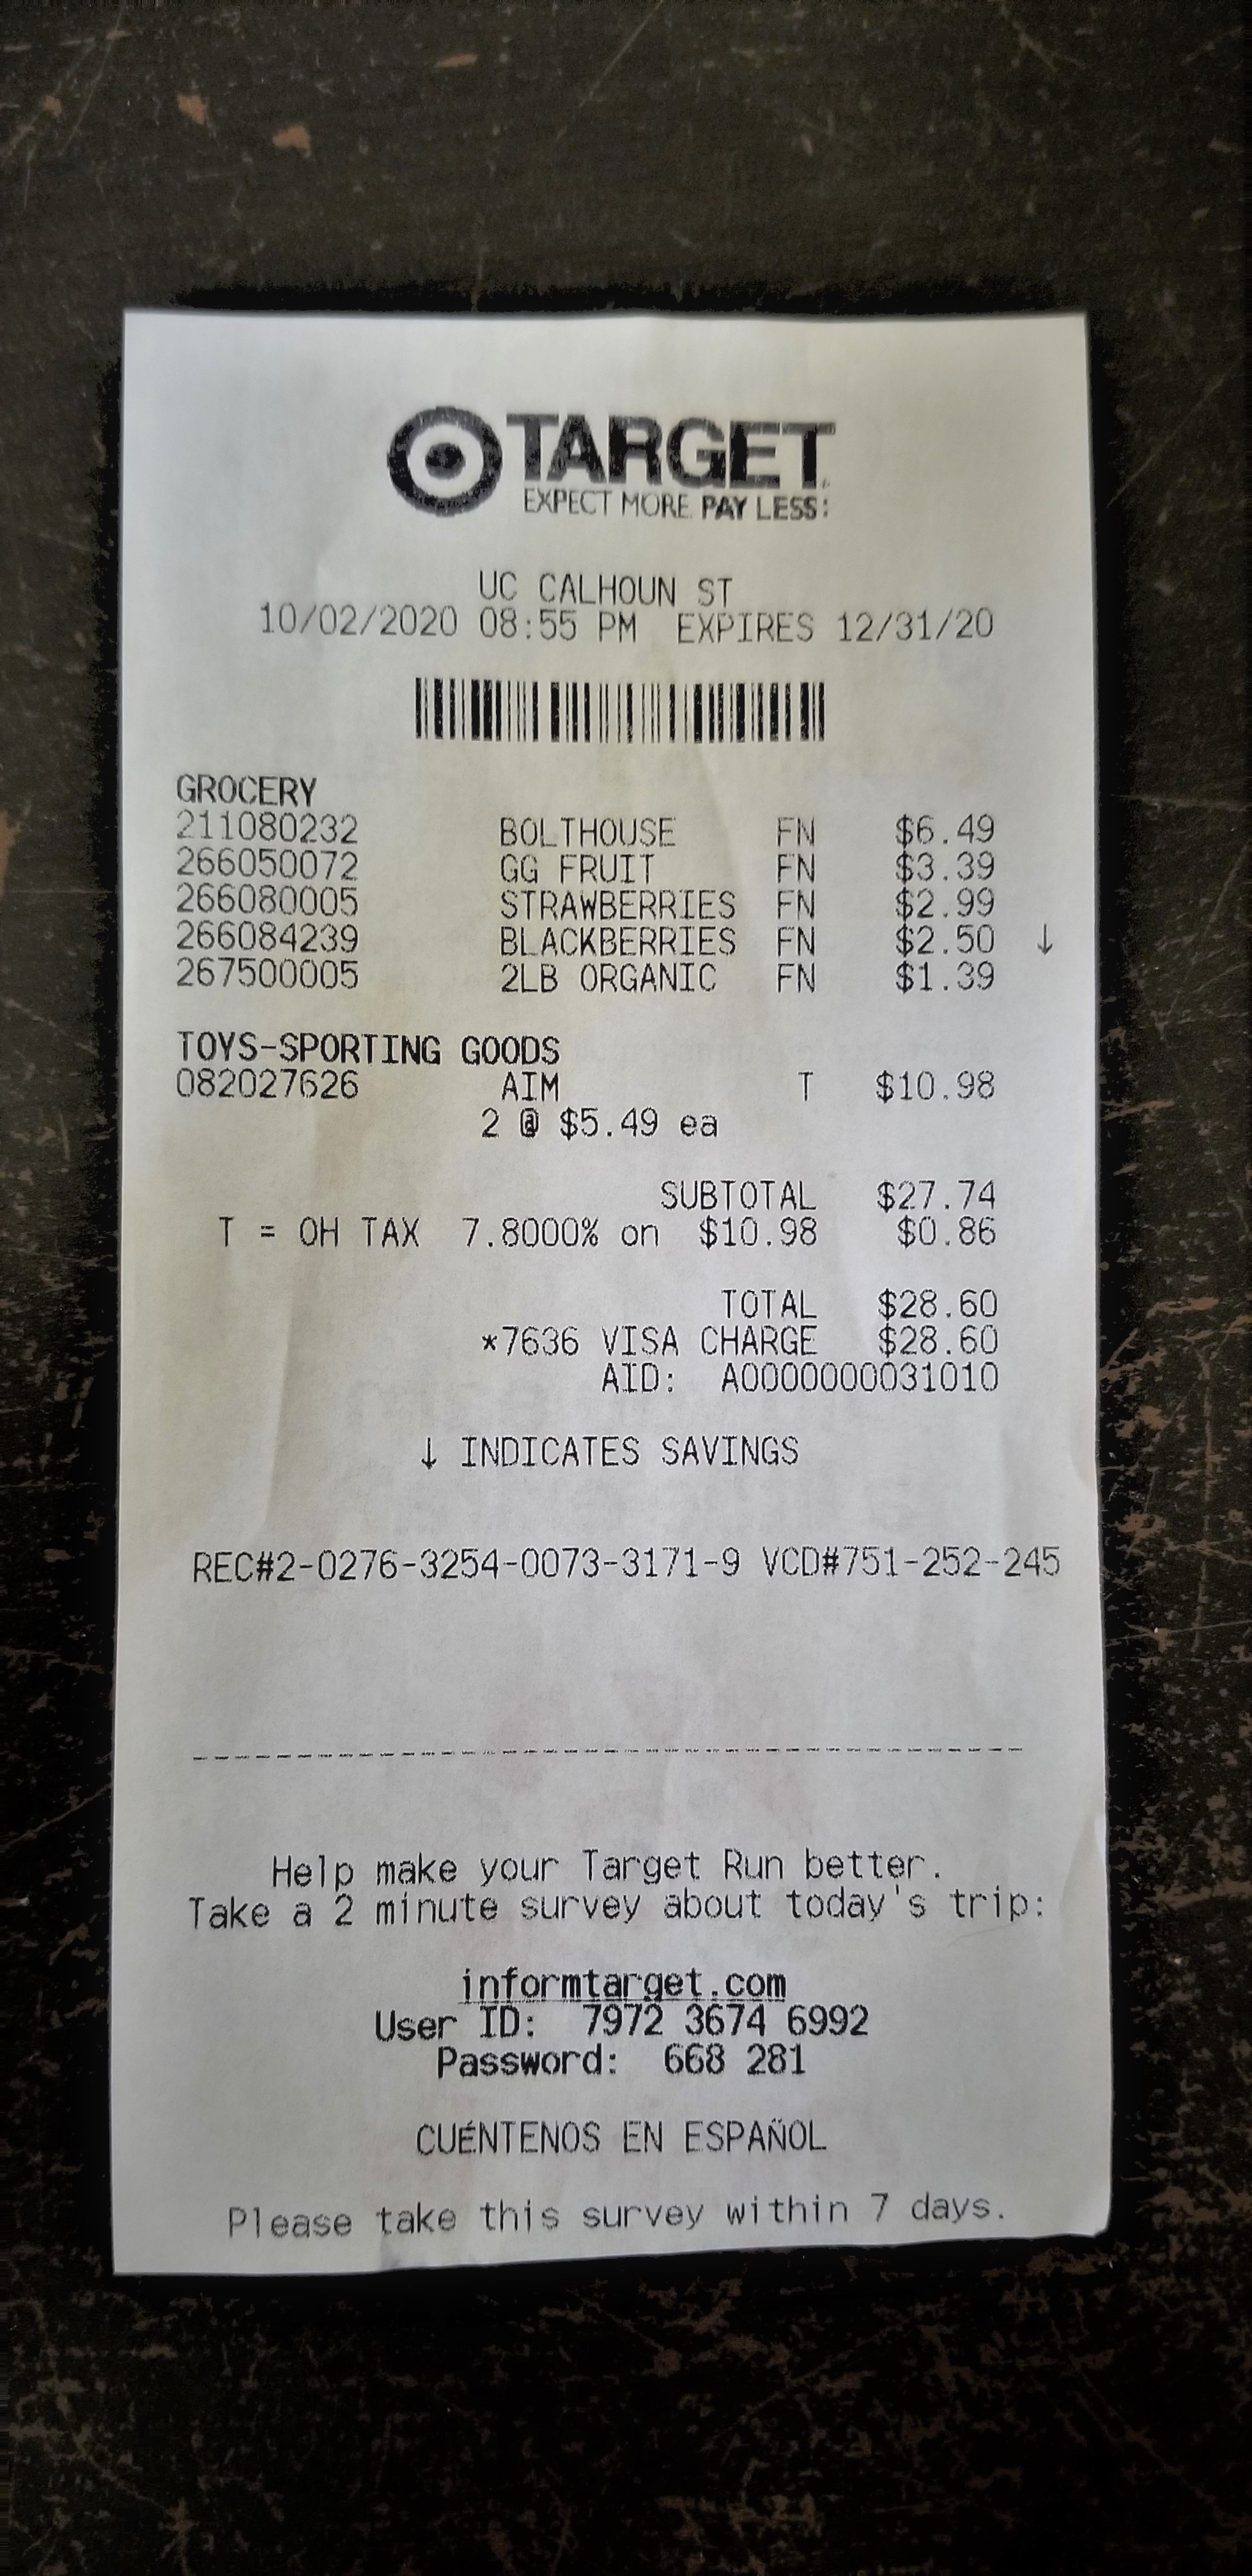 TARGET
EXPECT MORE. PAY LESS.
UC CALHOUN ST
10/02/2020 08:55 PM EXPIRES 12/31/20
GROCERY
211080232 BOLTHOUSE FN $6.49
266050072 GG FRUIT FN $3.39
266080005 STRAWBERRIES FN $2.99
266084239 BLACKBERRIES FN $2.50 ↓
267500005 2LB ORGANIC FN $1.39
TOYS-SPORTING GOODS
082027626 AIM T $10.98
2 @ $5.49 ea
SUBTOTAL $27.74
T = OH TAX 7.8000% on $10.98 $0.86
TOTAL $28.60
*7636 VISA CHARGE $28.60
AID: A0000000031010
↓ INDICATES SAVINGS
REC#2-0276-3254-0073-3171-9 VCD#751-252-245
Help make your Target Run better.
Take a 2 minute survey about today's trip:
informtarget.com
User ID: 7972 3674 6992
Password: 668 281
CUÉNTENOS EN ESPAÑOL
Please take this survey within 7 days.